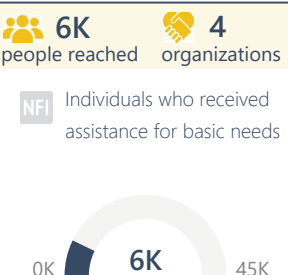 6K 4
people reached organizations
NFI Individuals who received
assistance for basic needs
6K
0K 45K